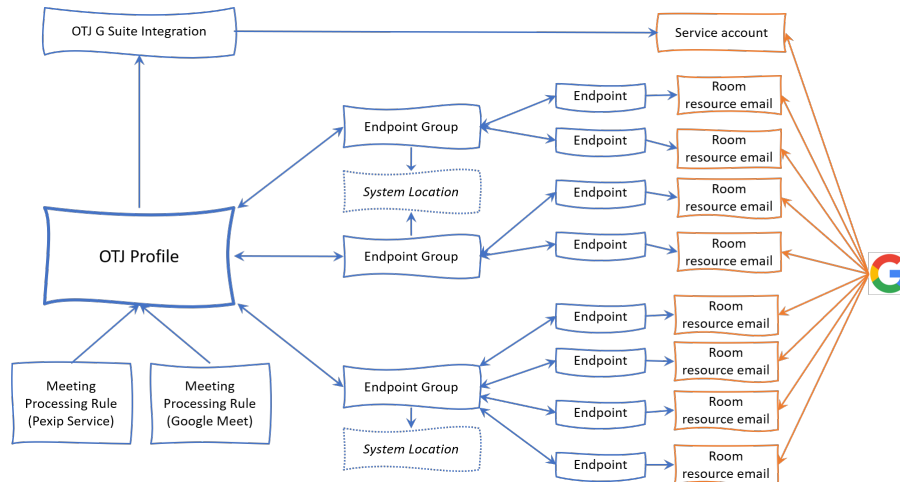 OTJ G Suite Integration
Service account
Endpoint
Room
resource email
Endpoint Group
Endpoint
Room
resource email
System Location
Endpoint
Room
resource email
OTJ Profile
Endpoint Group
Endpoint
Room
resource email
Endpoint
Room
resource email
Meeting
Processing Rule
(Pexip Service)
Meeting
Processing Rule
(Google Meet)
Endpoint Group
Endpoint
Room
resource email
Endpoint
Room
resource email
System Location
Endpoint
Room
resource email